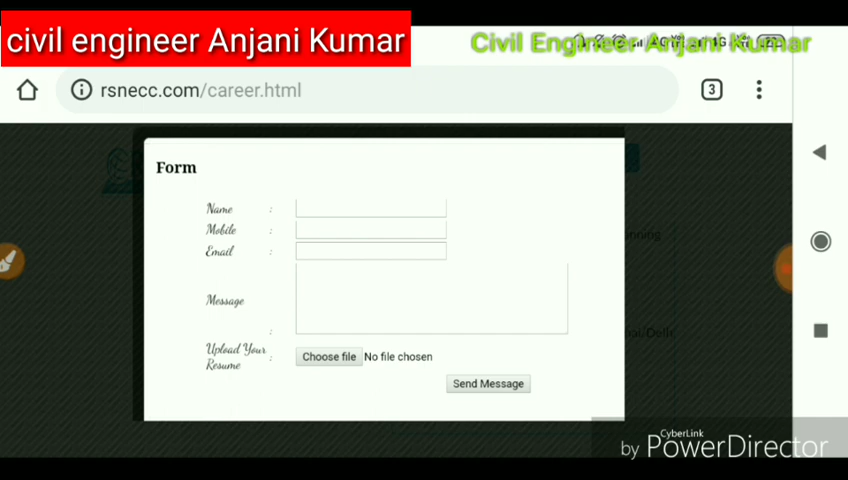 civil engineer Anjani Kumar
Civil Engineer Anjani Kumar
rsnecc.com/career.html
3
Form
Name :
Mobile :
Email :
Message :
Upload Your
Resume :
Choose file No file chosen
Send Message
CyberLink
by PowerDirector